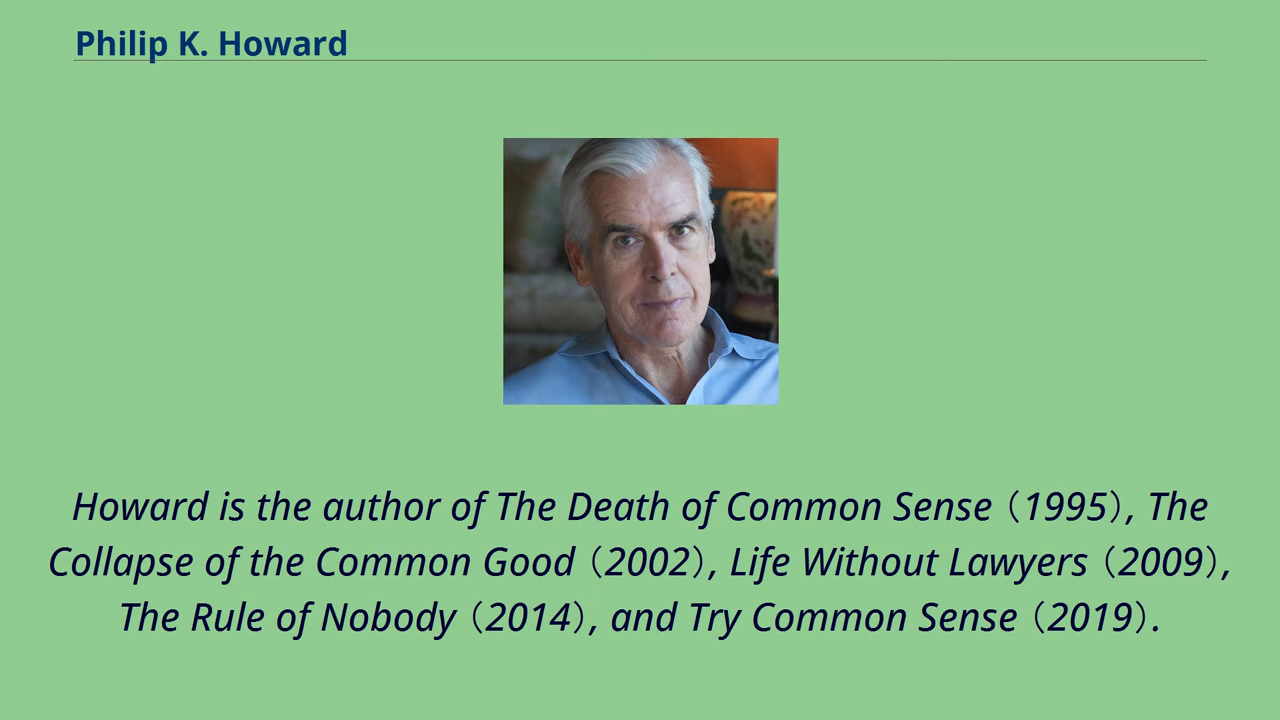 Philip K. Howard
Howard is the author of The Death of Common Sense (1995), The
Collapse of the Common Good (2002), Life Without Lawyers (2009),
The Rule of Nobody (2014), and Try Common Sense (2019).